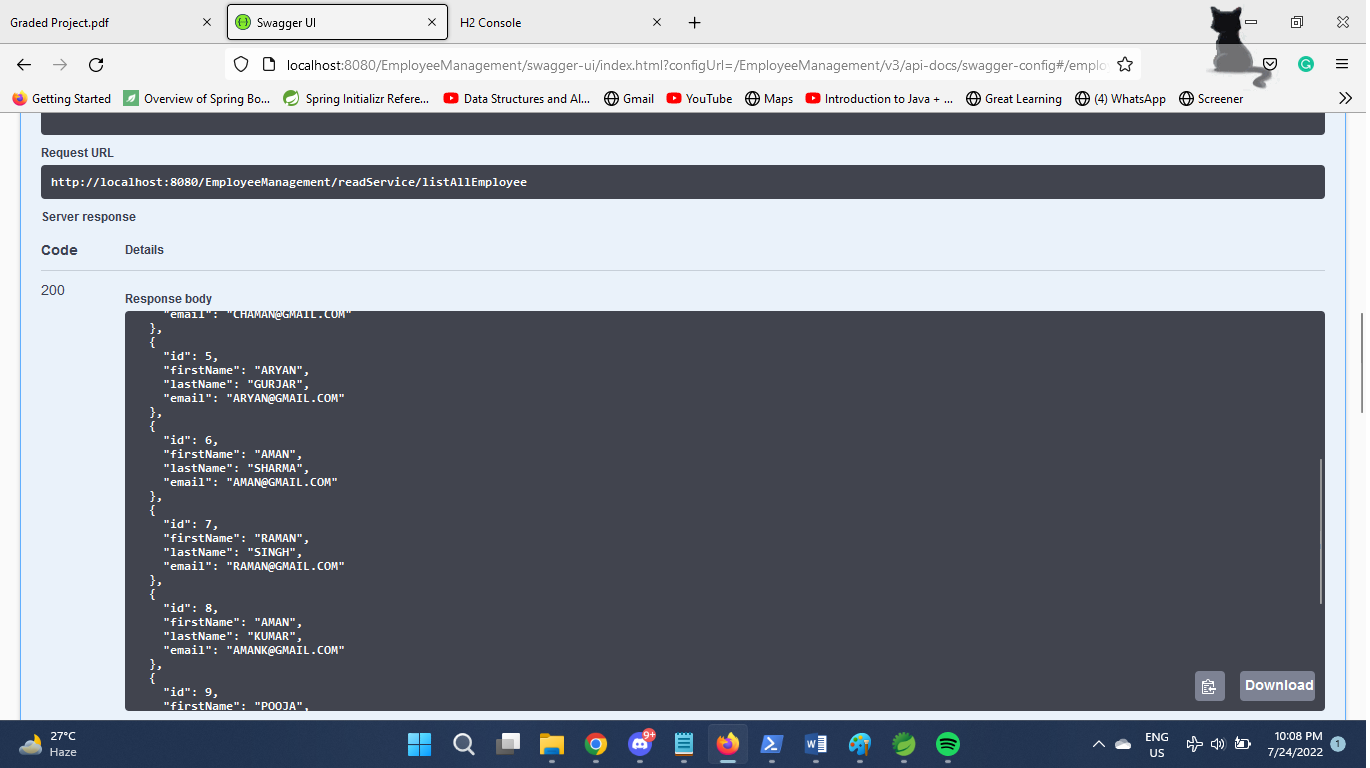 Graded Project.pdf
Swagger UI
H2 Console
localhost:8080/EmployeeManagement/swagger-ui/index.html?configUrl=/EmployeeManagement/v3/api-docs/swagger-config#/emplo
Getting Started
Overview of Spring Bo...
Spring Initializr Refere...
Data Structures and Al...
Gmail
YouTube
Maps
Introduction to Java + ...
Great Learning
(4) WhatsApp
Screener
Request URL
http://localhost:8080/EmployeeManagement/readService/listAllEmployee
Server response
Code
Details
200
Response body
"email": "CHAMAN@GMAIL.COM"
},
{
"id": 5,
"firstName": "ARYAN",
"lastName": "GURJAR",
"email": "ARYAN@GMAIL.COM"
},
{
"id": 6,
"firstName": "AMAN",
"lastName": "SHARMA",
"email": "AMAN@GMAIL.COM"
},
{
"id": 7,
"firstName": "RAMAN",
"lastName": "SINGH",
"email": "RAMAN@GMAIL.COM"
},
{
"id": 8,
"firstName": "AMAN",
"lastName": "KUMAR",
"email": "AMANK@GMAIL.COM"
},
{
"id": 9,
"firstName": "POOJA",
Download
27°C
Haze
9+
ENG
US
10:08 PM
7/24/2022
1